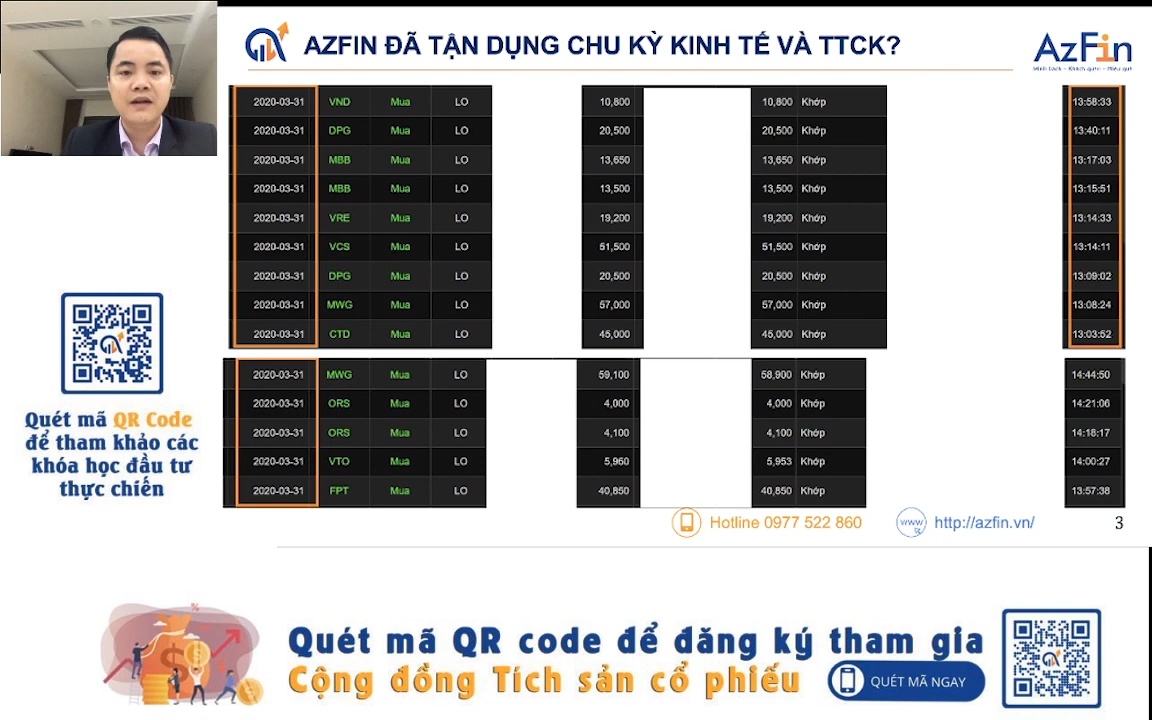 AZFIN ĐÃ TẬN DỤNG CHU KỲ KINH TẾ VÀ TTCK?
AzFin
2020-03-31 VND Mua LO 10,800 10,800 Khớp 13:58:33
2020-03-31 DPG Mua LO 20,500 20,500 Khớp 13:40:11
2020-03-31 MBB Mua LO 13,650 13,650 Khớp 13:17:03
2020-03-31 MBB Mua LO 13,500 13,500 Khớp 13:15:51
2020-03-31 VRE Mua LO 19,200 19,200 Khớp 13:14:33
2020-03-31 VCS Mua LO 51,500 51,500 Khớp 13:14:11
2020-03-31 DPG Mua LO 20,500 20,500 Khớp 13:09:02
2020-03-31 MWG Mua LO 57,000 57,000 Khớp 13:08:24
2020-03-31 CTD Mua LO 45,000 45,000 Khớp 13:03:52
2020-03-31 MWG Mua LO 59,100 58,900 Khớp 14:44:50
2020-03-31 ORS Mua LO 4,000 4,000 Khớp 14:21:06
2020-03-31 ORS Mua LO 4,100 4,100 Khớp 14:18:17
2020-03-31 VTO Mua LO 5,960 5,953 Khớp 14:00:27
2020-03-31 FPT Mua LO 40,850 40,850 Khớp 13:57:38
Quét mã QR Code
để tham khảo các
khóa học đầu tư
thực chiến
Hotline 0977 522 860
www
http://azfin.vn/
3
Quét mã QR code để đăng ký tham gia
Cộng đồng Tích sản cổ phiếu
QUÉT MÃ NGAY